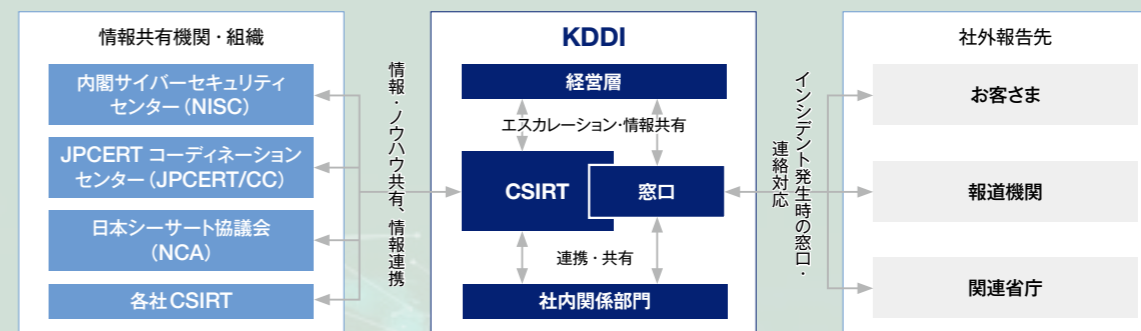 情報共有機関・組織
内閣サイバーセキュリティ
センター(NISC)
JPCERT コーディネーション
センター(JPCERT/CC)
日本シーサート協議会
(NCA)
各社CSIRT
情報・ノウハウ共有、情報連携
KDDI
経営層
エスカレーション・情報共有
CSIRT
窓口
連携・共有
社内関係部門
インシデント発生時の窓口・
連絡対応
社外報告先
お客さま
報道機関
関連省庁